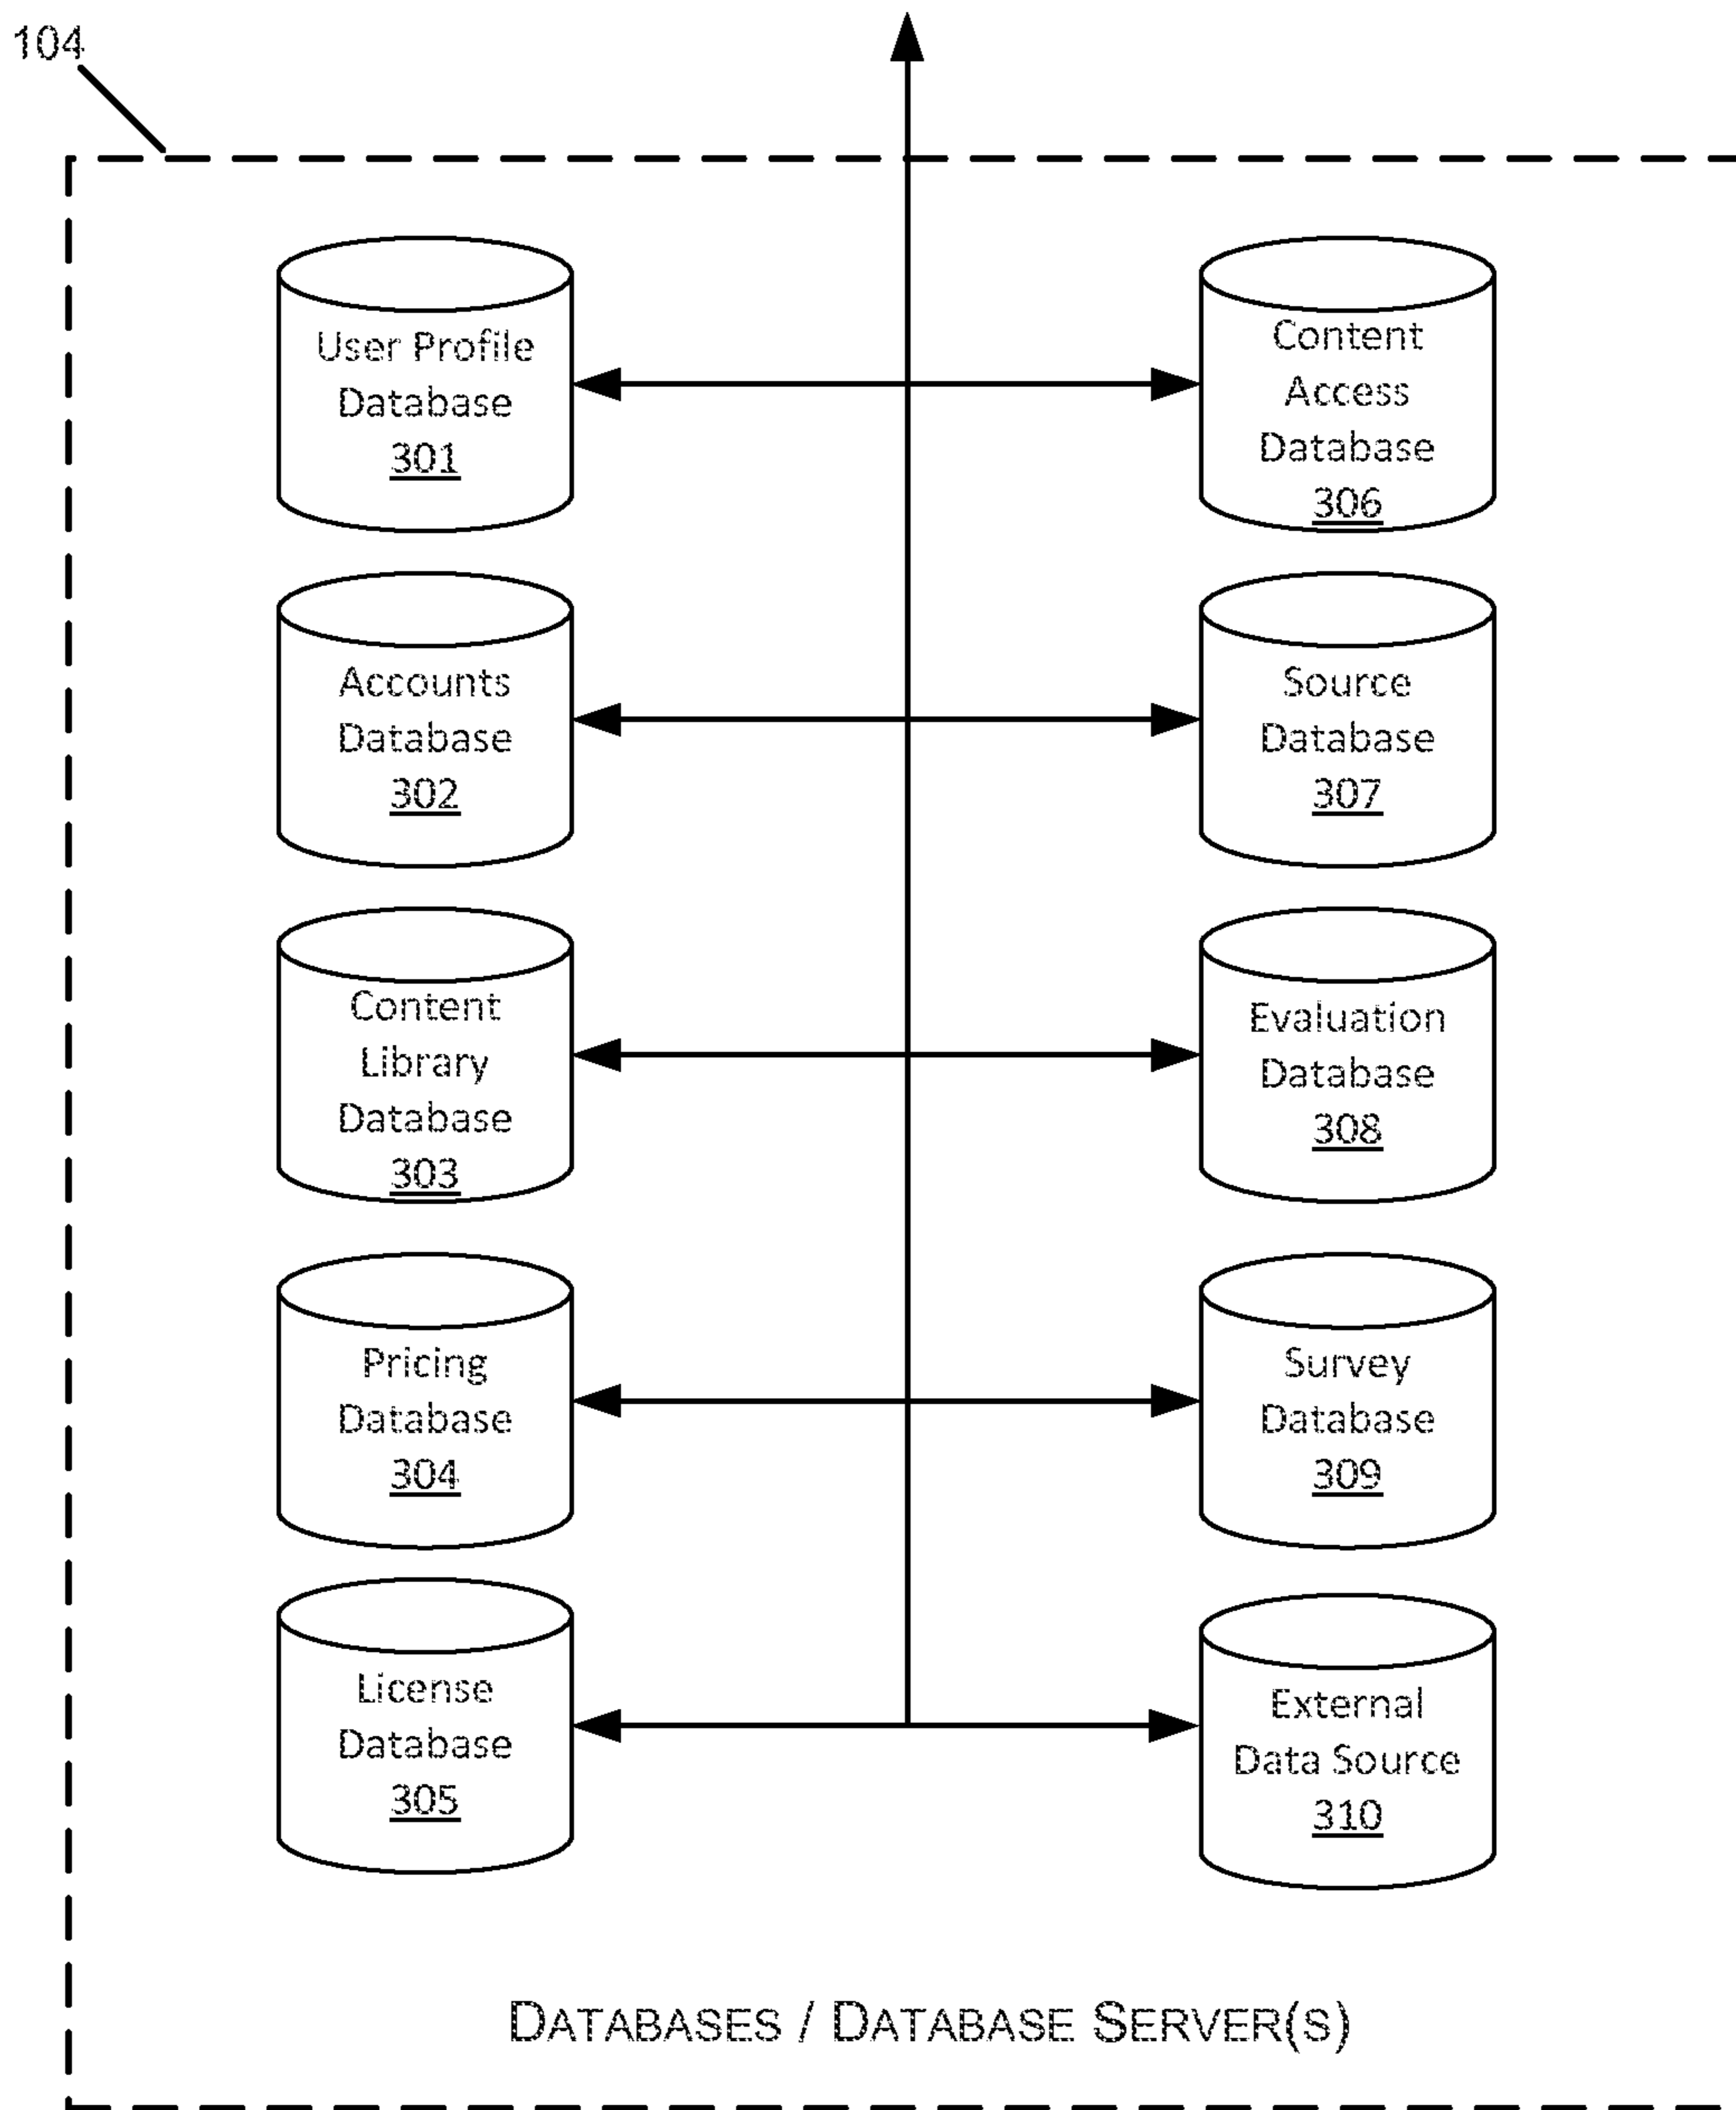 104
User Profile
Database
301
Content
Access
Database
306
Accounts
Database
302
Source
Database
307
Content
Library
Database
303
Evaluation
Database
308
Pricing
Database
304
Survey
Database
309
License
Database
305
External
Data Source
310
DATABASES / DATABASE SERVER(S)